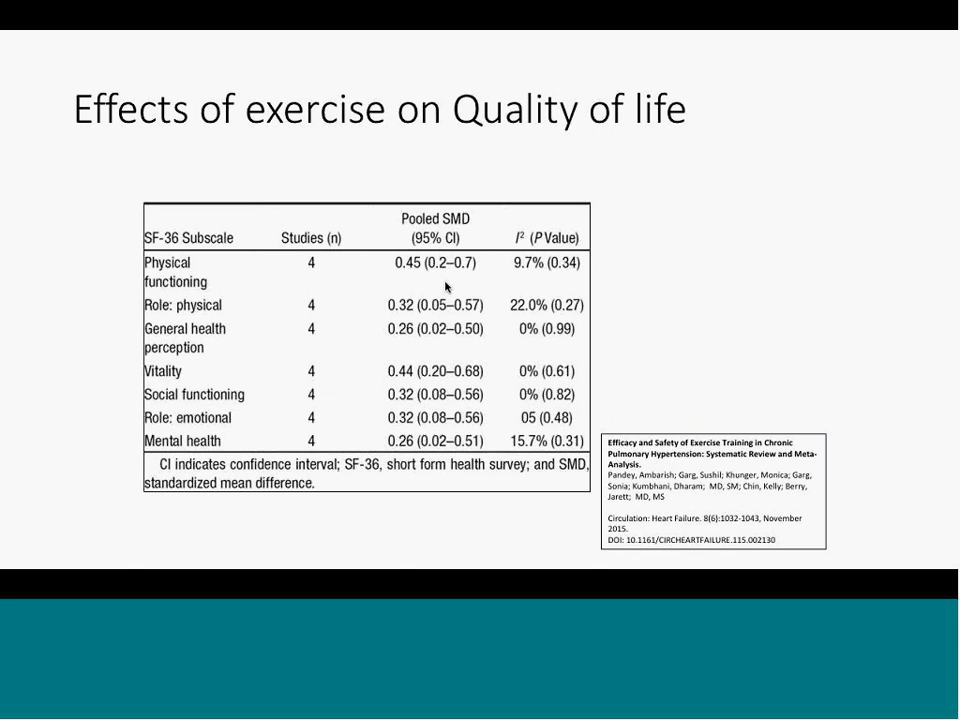 Effects of exercise on Quality of life
Pooled SMD
SF-36 Subscale Studies (n) (95% CI) I² (P Value)
Physical 4 0.45 (0.2–0.7) 9.7% (0.34)
functioning
Role: physical 4 0.32 (0.05–0.57) 22.0% (0.27)
General health 4 0.26 (0.02–0.50) 0% (0.99)
perception
Vitality 4 0.44 (0.20–0.68) 0% (0.61)
Social functioning 4 0.32 (0.08–0.56) 0% (0.82)
Role: emotional 4 0.32 (0.08–0.56) 05 (0.48)
Mental health 4 0.26 (0.02–0.51) 15.7% (0.31)
CI indicates confidence interval; SF-36, short form health survey; and SMD,
standardized mean difference.
Efficacy and Safety of Exercise Training in Chronic
Pulmonary Hypertension: Systematic Review and Meta-
Analysis.
Pandey, Ambarish; Garg, Sushil; Khunger, Monica; Garg,
Sonia; Kumbhani, Dharam; MD, SM; Chin, Kelly; Berry,
Jarett; MD, MS
Circulation: Heart Failure. 8(6):1032-1043, November
2015.
DOI: 10.1161/CIRCHEARTFAILURE.115.002130